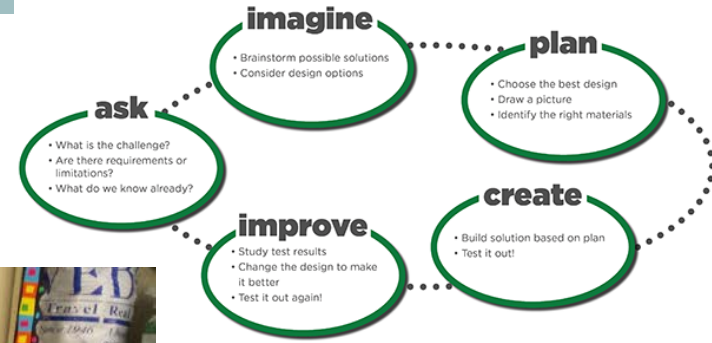 imagine
• Brainstorm possible solutions
• Consider design options
plan
• Choose the best design
• Draw a picture
• Identify the right materials
ask
• What is the challenge?
• Are there requirements or
limitations?
• What do we know already?
create
• Build solution based on plan
• Test it out!
improve
• Study test results
• Change the design to make
it better
• Test it out again!
Travel
Since 1946